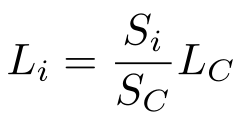 L_i = \frac{S_i}{S_C} L_C